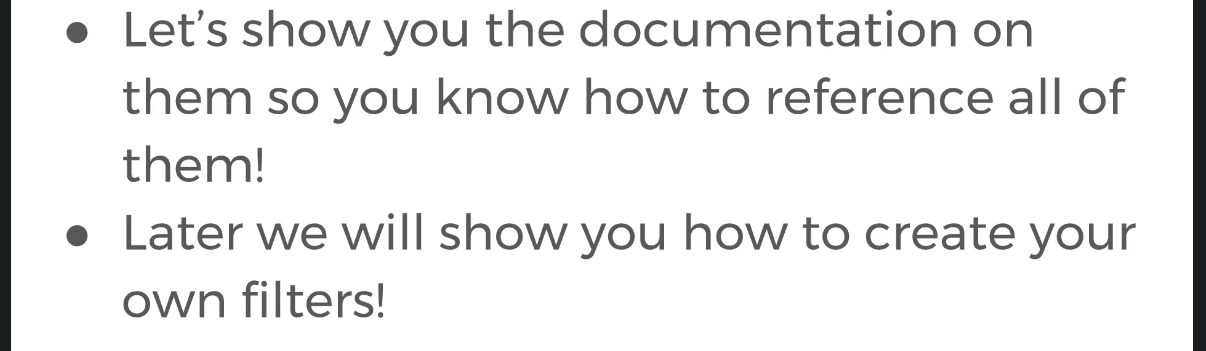 ● Let’s show you the documentation on
them so you know how to reference all of
them!
● Later we will show you how to create your
own filters!